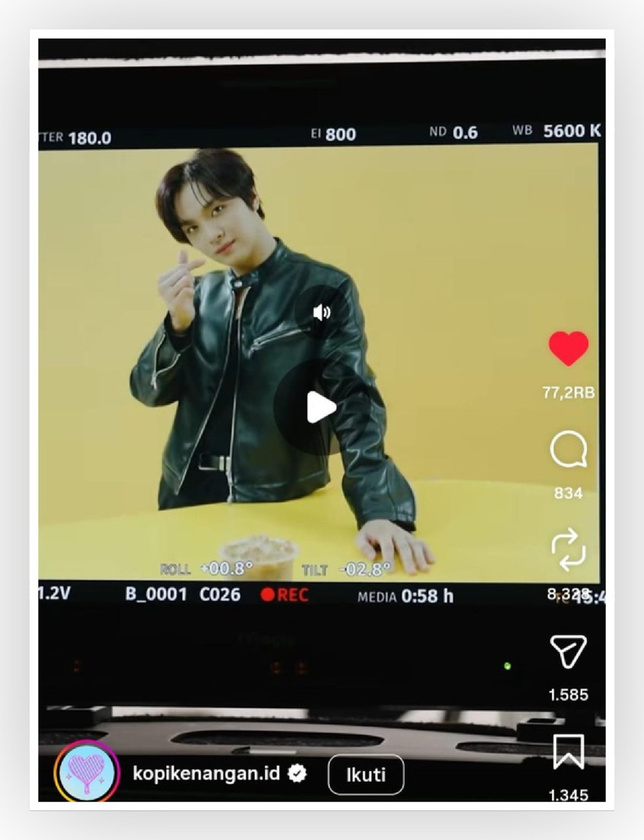 TTER 180.0 EI 800 ND 0.6 WB 5600 K
77,2RB
834
ROLL +00.8° TILT -02.8°
1.2V B_0001 C026 REC MEDIA 0:58 h
8.328
1.585
kopikenangan.id Ikuti
1.345